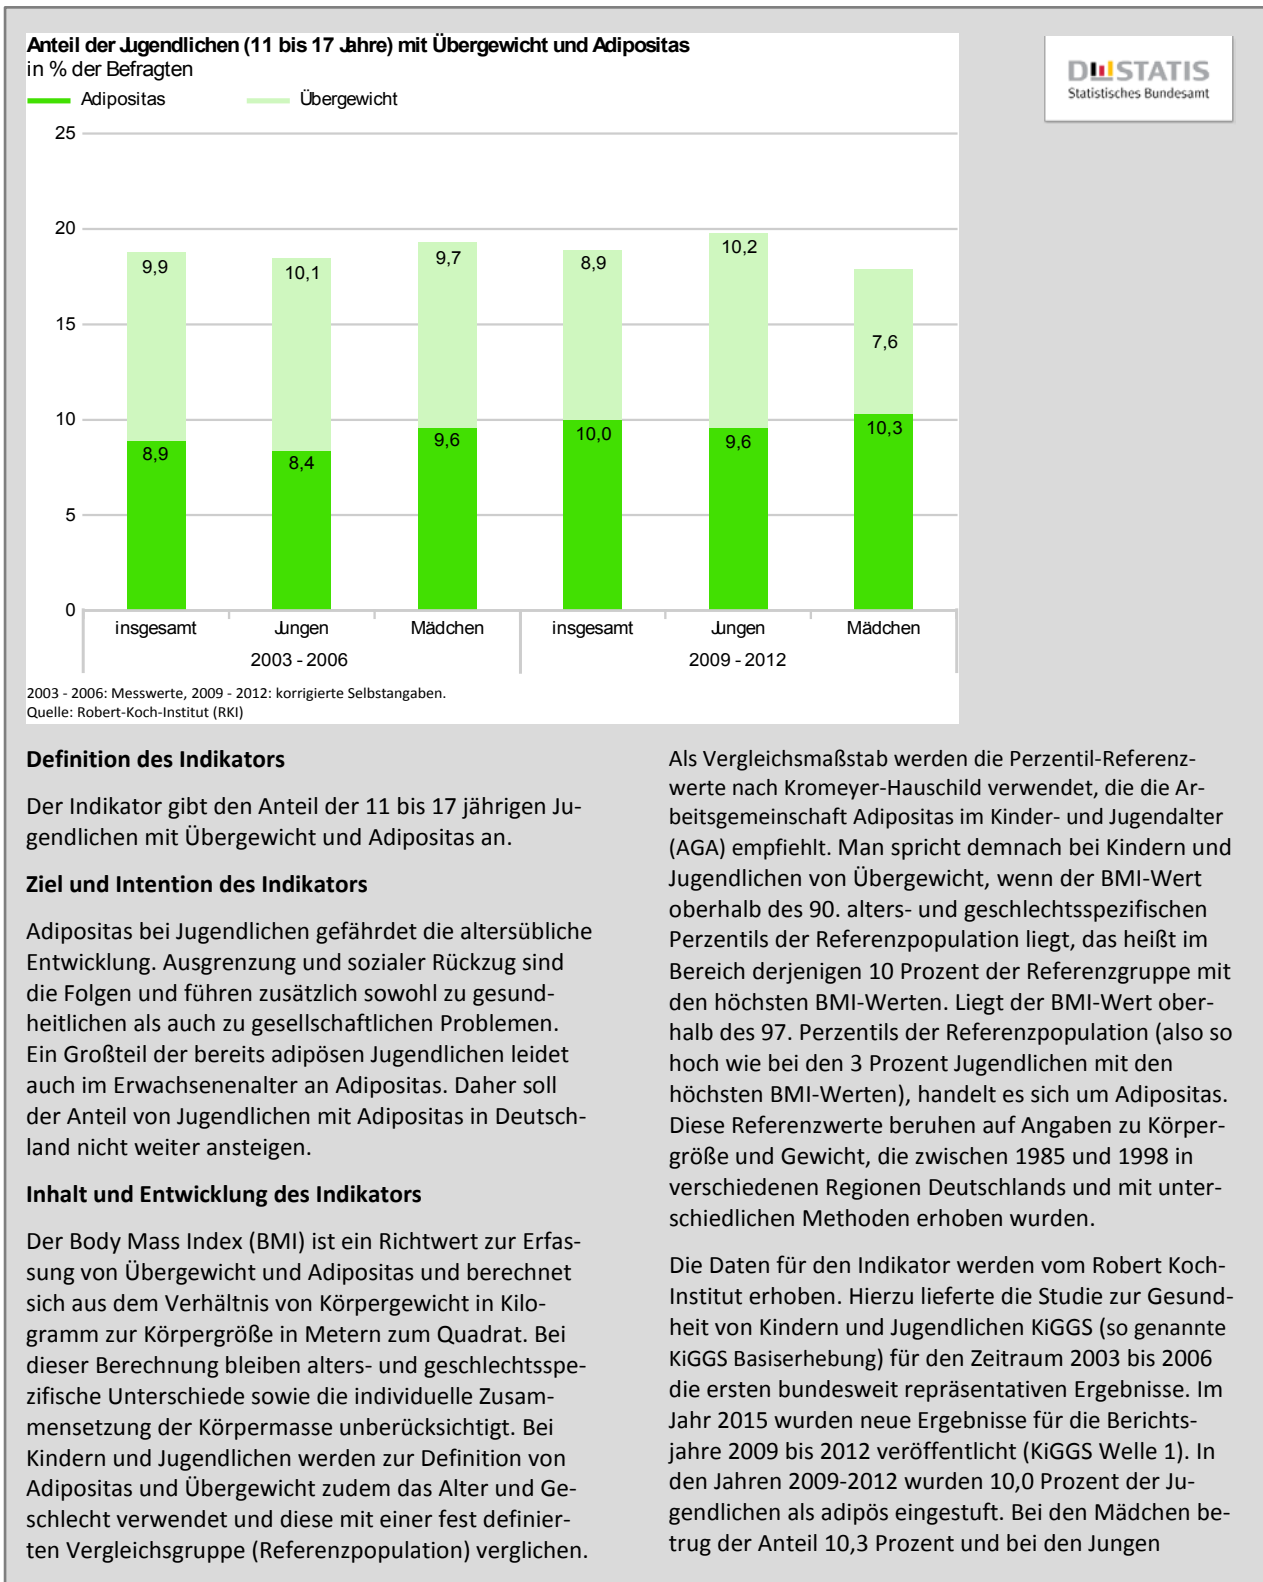 Anteil der Jugendlichen (11 bis 17 Jahre) mit Übergewicht und Adipositas
in % der Befragten
Adipositas Übergewicht
DESTATIS
Statistisches Bundesamt
25
20
15
10
5
0
9,9
10,1
9,7
8,9
10,2
7,6
8,9
8,4
9,6
10,0
9,6
10,3
insgesamt Jungen Mädchen insgesamt Jungen Mädchen
2003 - 2006 2009 - 2012
2003 - 2006: Messwerte, 2009 - 2012: korrigierte Selbstangaben.
Quelle: Robert-Koch-Institut (RKI)
Definition des Indikators
Der Indikator gibt den Anteil der 11 bis 17 jährigen Ju-
gendlichen mit Übergewicht und Adipositas an.
Ziel und Intention des Indikators
Adipositas bei Jugendlichen gefährdet die altersübliche
Entwicklung. Ausgrenzung und sozialer Rückzug sind
die Folgen und führen zusätzlich sowohl zu gesund-
heitlichen als auch zu gesellschaftlichen Problemen.
Ein Großteil der bereits adipösen Jugendlichen leidet
auch im Erwachsenenalter an Adipositas. Daher soll
der Anteil von Jugendlichen mit Adipositas in Deutsch-
land nicht weiter ansteigen.
Inhalt und Entwicklung des Indikators
Der Body Mass Index (BMI) ist ein Richtwert zur Erfas-
sung von Übergewicht und Adipositas und berechnet
sich aus dem Verhältnis von Körpergewicht in Kilo-
gramm zur Körpergröße in Metern zum Quadrat. Bei
dieser Berechnung bleiben alters- und geschlechtsspe-
zifische Unterschiede sowie die individuelle Zusam-
mensetzung der Körpermasse unberücksichtigt. Bei
Kindern und Jugendlichen werden zur Definition von
Adipositas und Übergewicht zudem das Alter und Ge-
schlecht verwendet und diese mit einer fest definier-
ten Vergleichsgruppe (Referenzpopulation) verglichen.
Als Vergleichsmaßstab werden die Perzentil-Referenz-
werte nach Kromeyer-Hauschild verwendet, die die Ar-
beitsgemeinschaft Adipositas im Kinder- und Jugendalter
(AGA) empfiehlt. Man spricht demnach bei Kindern und
Jugendlichen von Übergewicht, wenn der BMI-Wert
oberhalb des 90. alters- und geschlechtsspezifischen
Perzentils der Referenzpopulation liegt, das heißt im
Bereich derjenigen 10 Prozent der Referenzgruppe mit
den höchsten BMI-Werten. Liegt der BMI-Wert ober-
halb des 97. Perzentils der Referenzpopulation (also so
hoch wie bei den 3 Prozent Jugendlichen mit den
höchsten BMI-Werten), handelt es sich um Adipositas.
Diese Referenzwerte beruhen auf Angaben zu Körper-
größe und Gewicht, die zwischen 1985 und 1998 in
verschiedenen Regionen Deutschlands und mit unter-
schiedlichen Methoden erhoben wurden.
Die Daten für den Indikator werden vom Robert Koch-
Institut erhoben. Hierzu lieferte die Studie zur Gesund-
heit von Kindern und Jugendlichen KiGGS (so genannte
KiGGS Basiserhebung) für den Zeitraum 2003 bis 2006
die ersten bundesweit repräsentativen Ergebnisse. Im
Jahr 2015 wurden neue Ergebnisse für die Berichts-
jahre 2009 bis 2012 veröffentlicht (KiGGS Welle 1). In
den Jahren 2009-2012 wurden 10,0 Prozent der Ju-
gendlichen als adipös eingestuft. Bei den Mädchen be-
trug der Anteil 10,3 Prozent und bei den Jungen